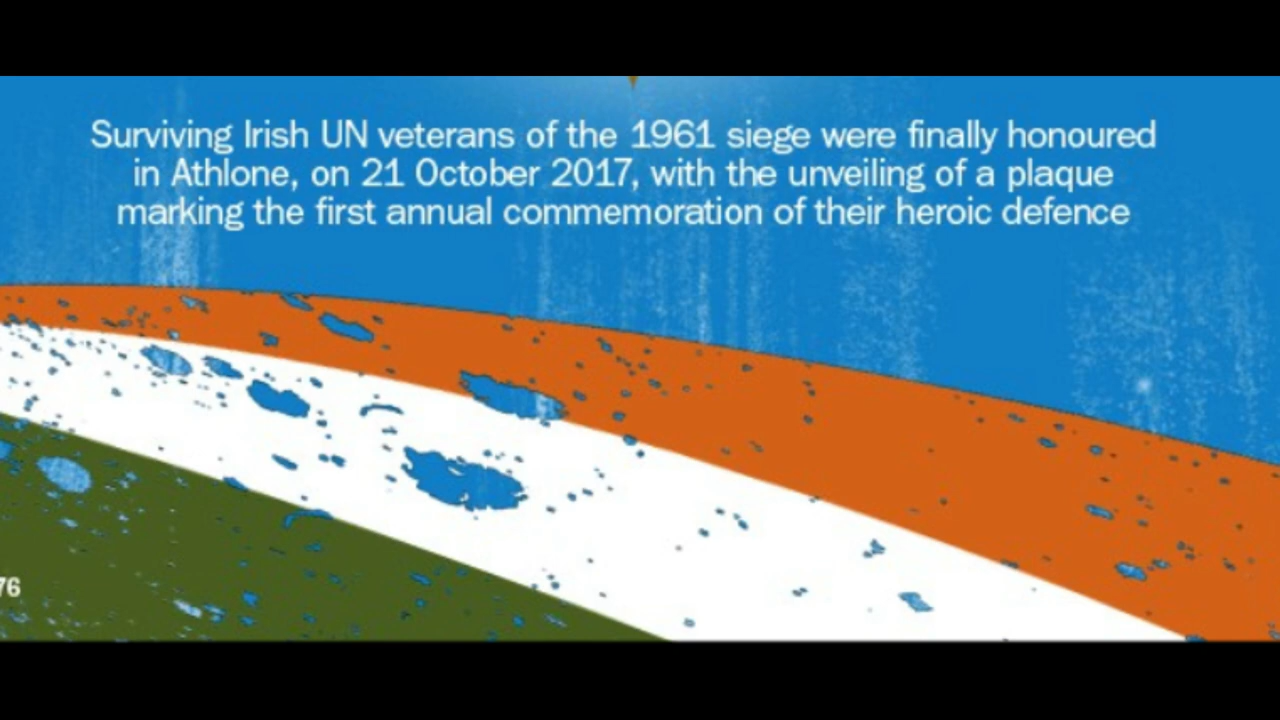 Surviving Irish UN veterans of the 1961 siege were finally honoured
in Athlone, on 21 October 2017, with the unveiling of a plaque
marking the first annual commemoration of their heroic defence
76